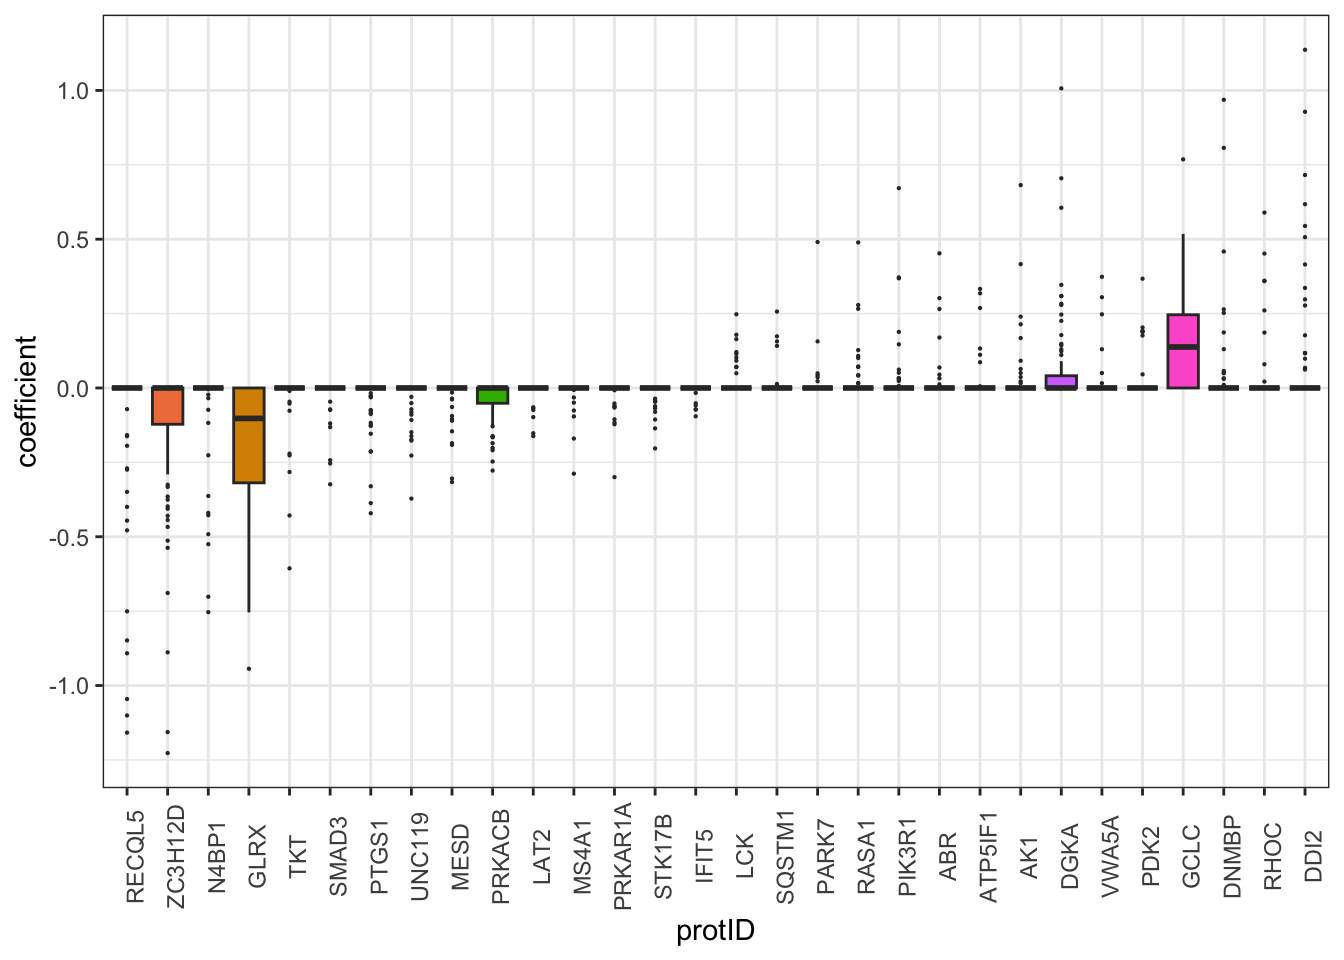 coefficient
1.0
0.5
0.0
-0.5
-1.0
RECQL5
ZC3H12D
N4BP1
GLRX
TKT
SMAD3
PTGS1
UNC119
MESD
PRKACB
LAT2
MS4A1
PRKAR1A
STK17B
IFIT5
LCK
SQSTM1
PARK7
RASA1
PIK3R1
ABR
ATP5IF1
AK1
DGKA
VWA5A
PDK2
GCLC
DNMBP
RHOC
DDI2
protID